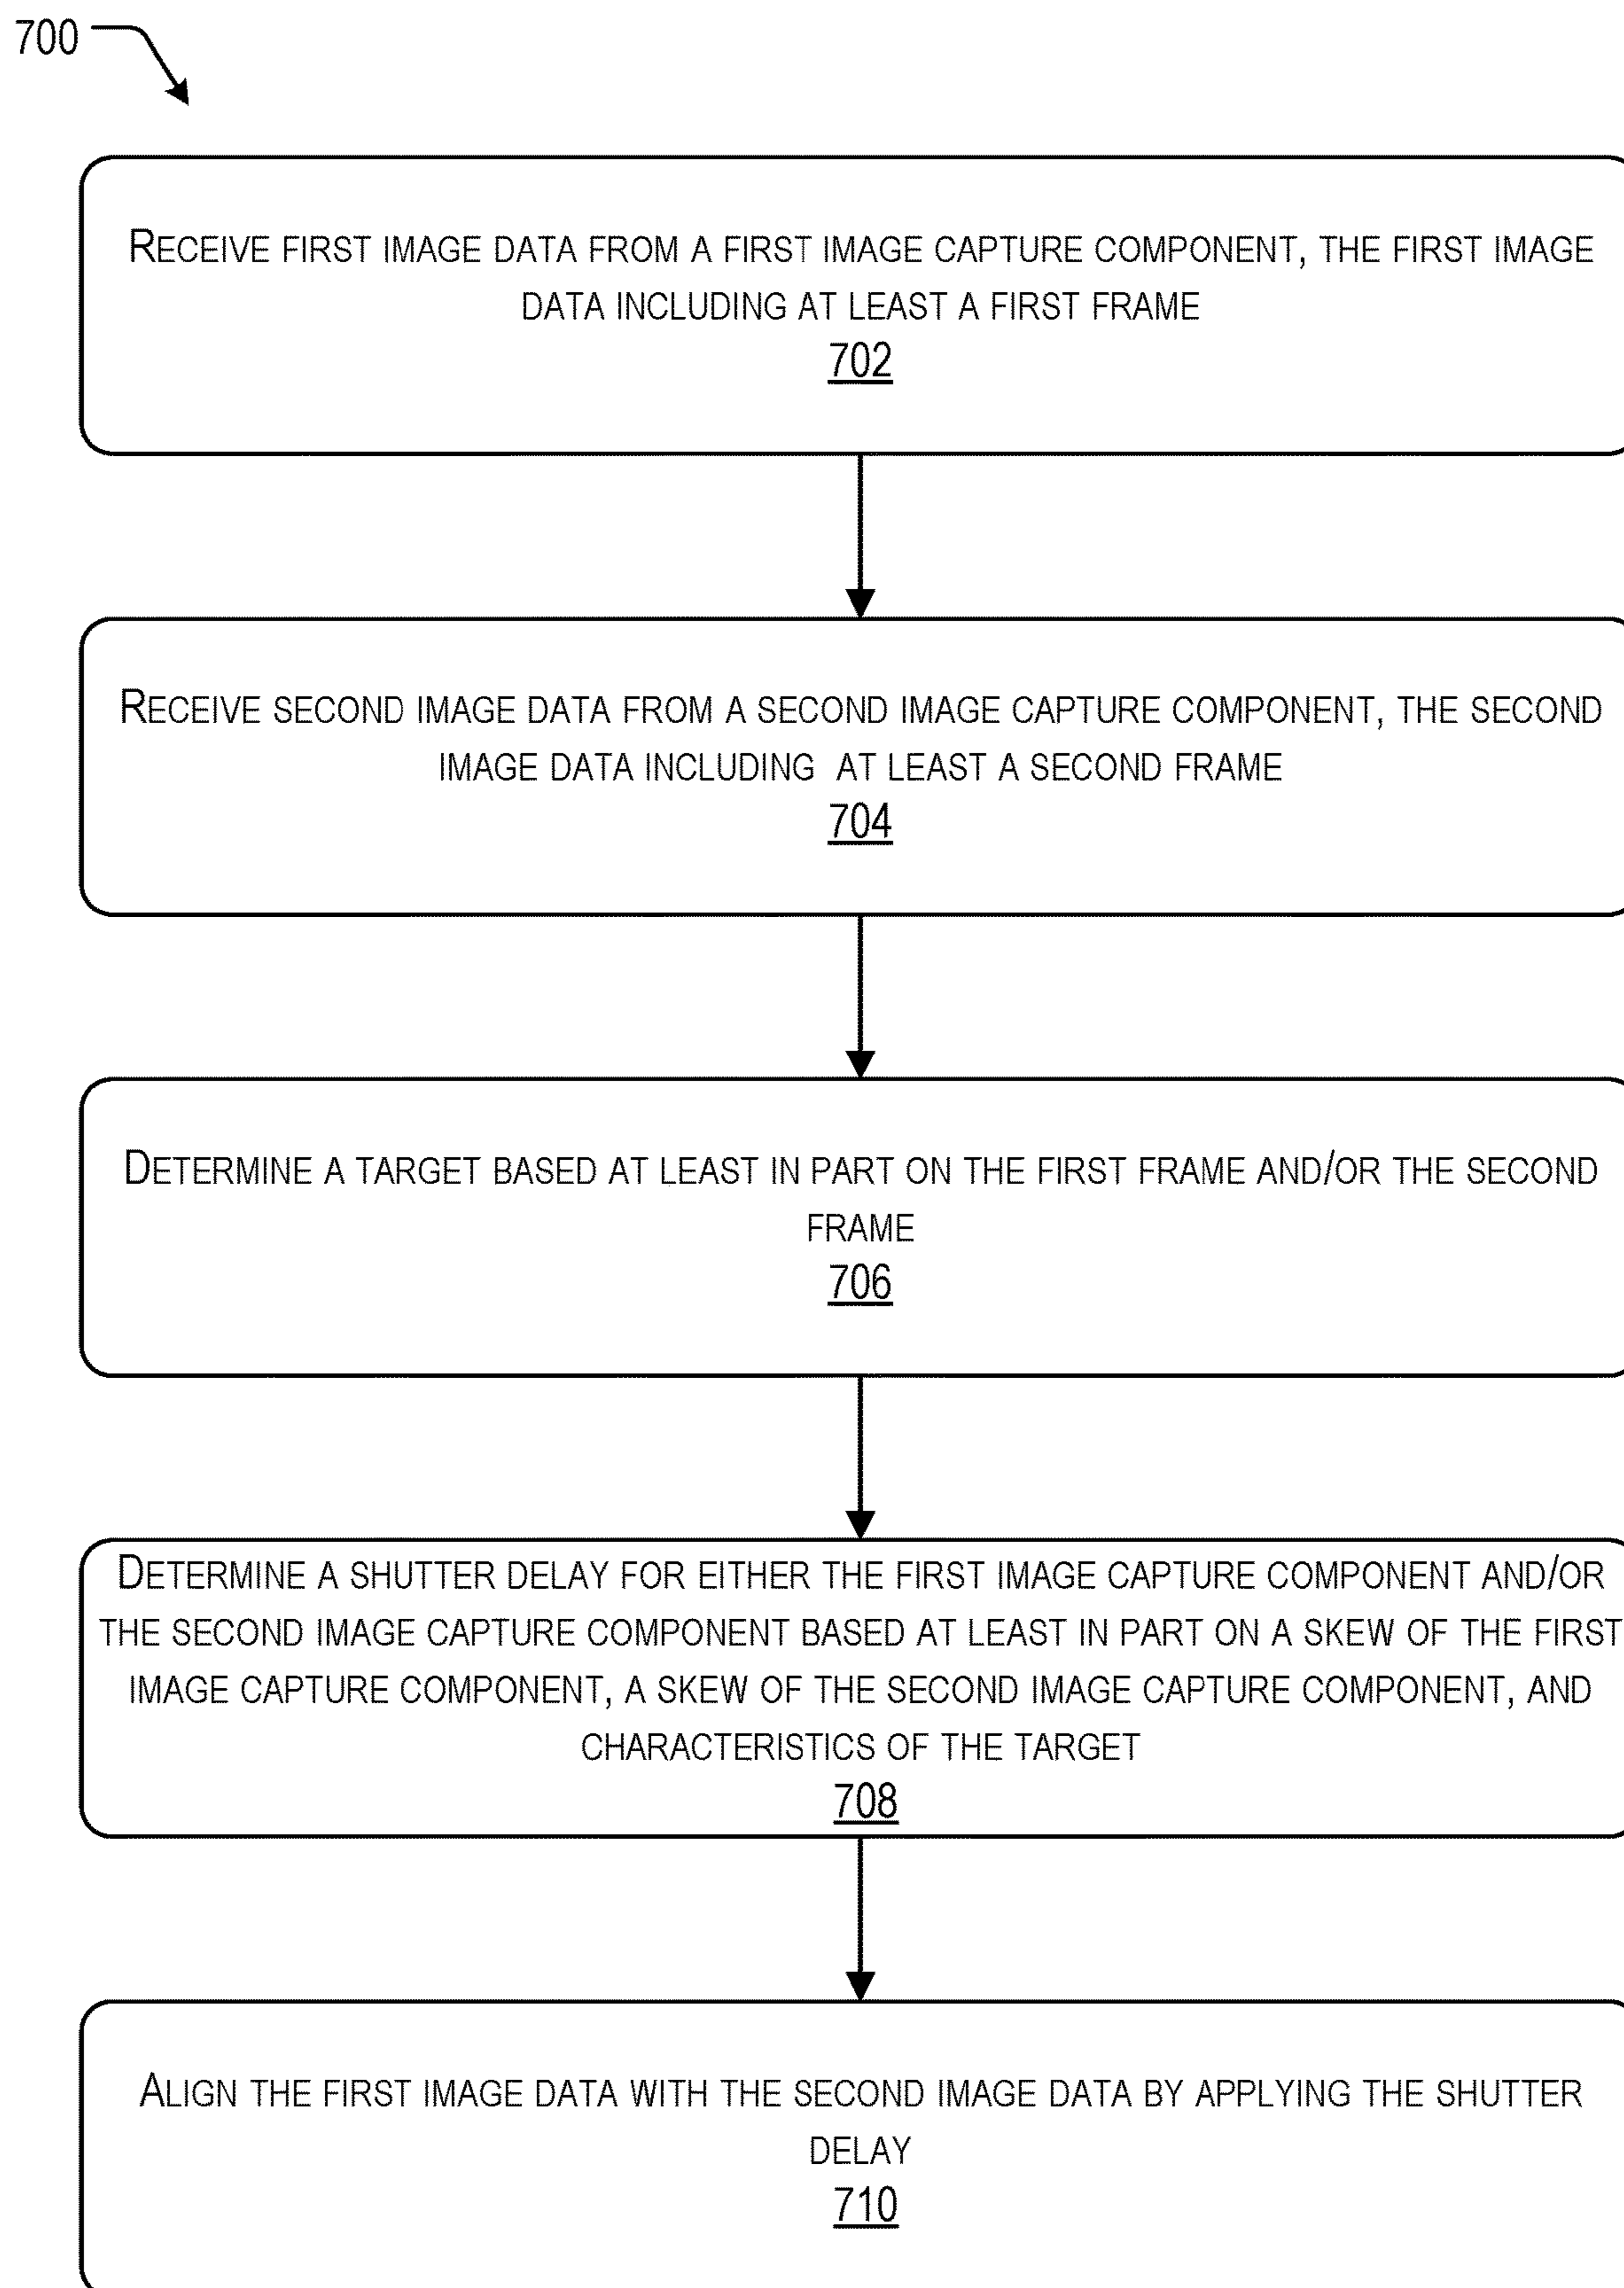 700
RECEIVE FIRST IMAGE DATA FROM A FIRST IMAGE CAPTURE COMPONENT, THE FIRST IMAGE
DATA INCLUDING AT LEAST A FIRST FRAME
702
RECEIVE SECOND IMAGE DATA FROM A SECOND IMAGE CAPTURE COMPONENT, THE SECOND
IMAGE DATA INCLUDING AT LEAST A SECOND FRAME
704
DETERMINE A TARGET BASED AT LEAST IN PART ON THE FIRST FRAME AND/OR THE SECOND
FRAME
706
DETERMINE A SHUTTER DELAY FOR EITHER THE FIRST IMAGE CAPTURE COMPONENT AND/OR
THE SECOND IMAGE CAPTURE COMPONENT BASED AT LEAST IN PART ON A SKEW OF THE FIRST
IMAGE CAPTURE COMPONENT, A SKEW OF THE SECOND IMAGE CAPTURE COMPONENT, AND
CHARACTERISTICS OF THE TARGET
708
ALIGN THE FIRST IMAGE DATA WITH THE SECOND IMAGE DATA BY APPLYING THE SHUTTER
DELAY
710